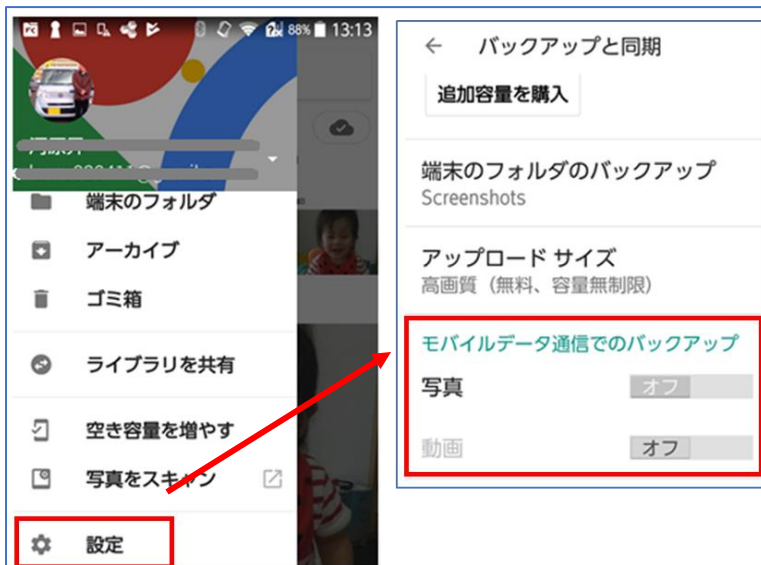 88% 13:13
端末のフォルダ
アーカイブ
ゴミ箱
ライブラリを共有
空き容量を増やす
写真をスキャン
設定
← バックアップと同期
追加容量を購入
端末のフォルダのバックアップ
Screenshots
アップロード サイズ
高画質（無料、容量無制限）
モバイルデータ通信でのバックアップ
写真 オフ
動画 オフ